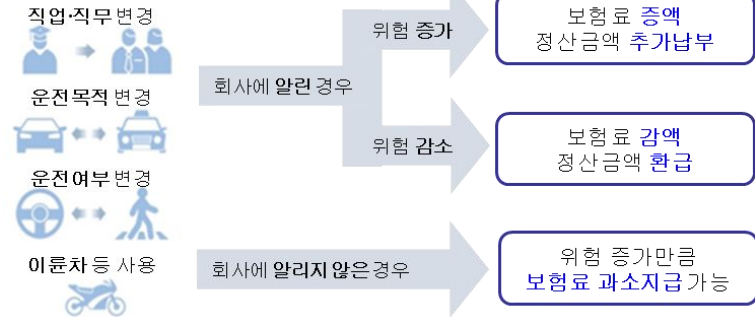 직업·직무 변경
운전목적 변경
운전여부 변경
이륜차 등 사용
회사에 알린 경우
위험 증가
위험 감소
보험료 증액
정산금액 추가납부
보험료 감액
정산금액 환급
회사에 알리지 않은 경우
위험 증가만큼
보험료 과소지급 가능